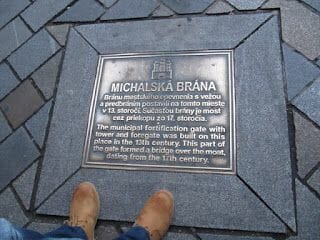 MICHALSKÁ BRÁNA
Bránu mestského opevnenia s vežou
a predbráním postavili na tomto mieste
v 13. storočí. Súčasťou brány je most
cez priekopu zo 17. storočia.
The municipal fortification gate with
tower and foregate was built on this
place in the 13th century. This part of
the gate formed a bridge over the mont,
dating from the 17th century.